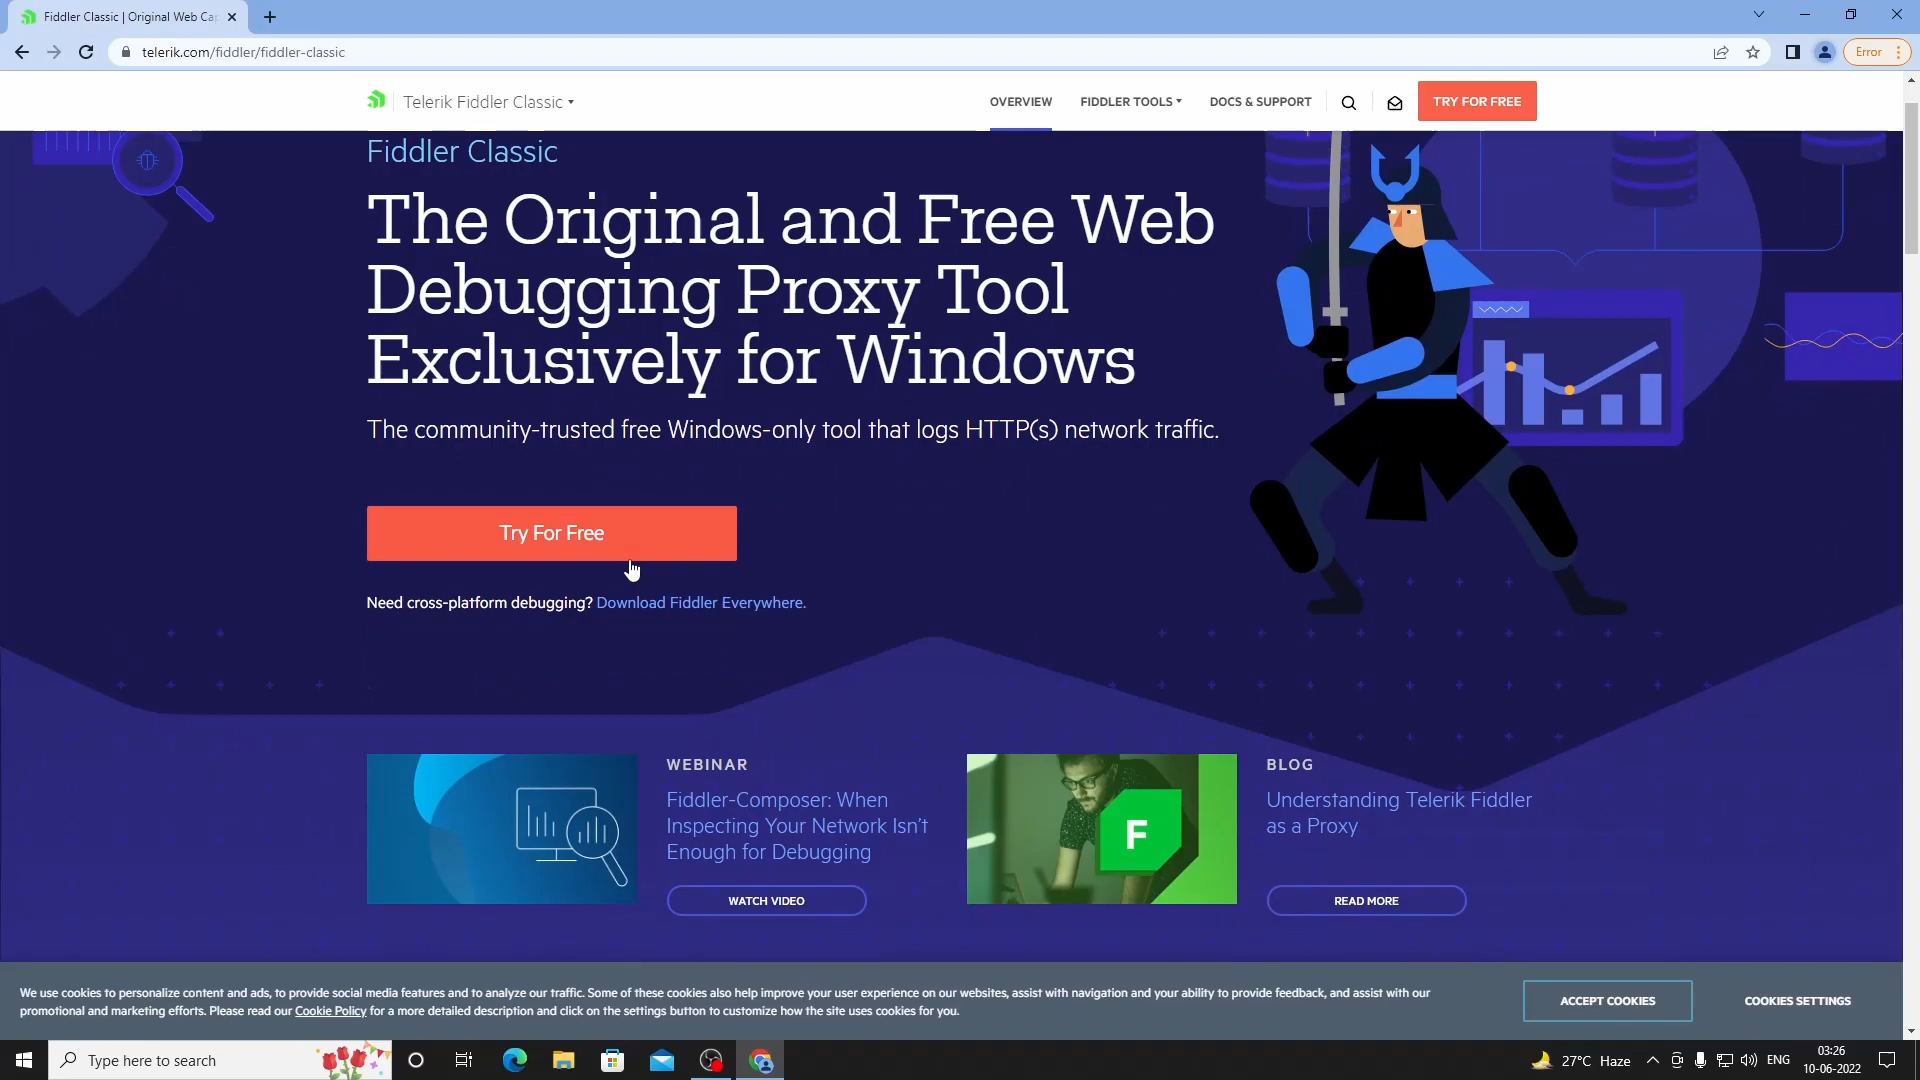 Fiddler Classic | Original Web Cap
telerik.com/fiddler/fiddler-classic
Error
Telerik Fiddler Classic
OVERVIEW
FIDDLER TOOLS
DOCS & SUPPORT
TRY FOR FREE
Fiddler Classic
The Original and Free Web
Debugging Proxy Tool
Exclusively for Windows
The community-trusted free Windows-only tool that logs HTTP(s) network traffic.
Try For Free
Need cross-platform debugging? Download Fiddler Everywhere.
WEBINAR
Fiddler-Composer: When
Inspecting Your Network Isn't
Enough for Debugging
WATCH VIDEO
F
BLOG
Understanding Telerik Fiddler
as a Proxy
READ MORE
We use cookies to personalize content and ads, to provide social media features and to analyze our traffic. Some of these cookies also help improve your user experience on our websites, assist with navigation and your ability to provide feedback, and assist with our
promotional and marketing efforts. Please read our Cookie Policy for a more detailed description and click on the settings button to customize how the site uses cookies for you.
ACCEPT COOKIES
COOKIES SETTINGS
Type here to search
27°C Haze
ENG
03:26
10-06-2022